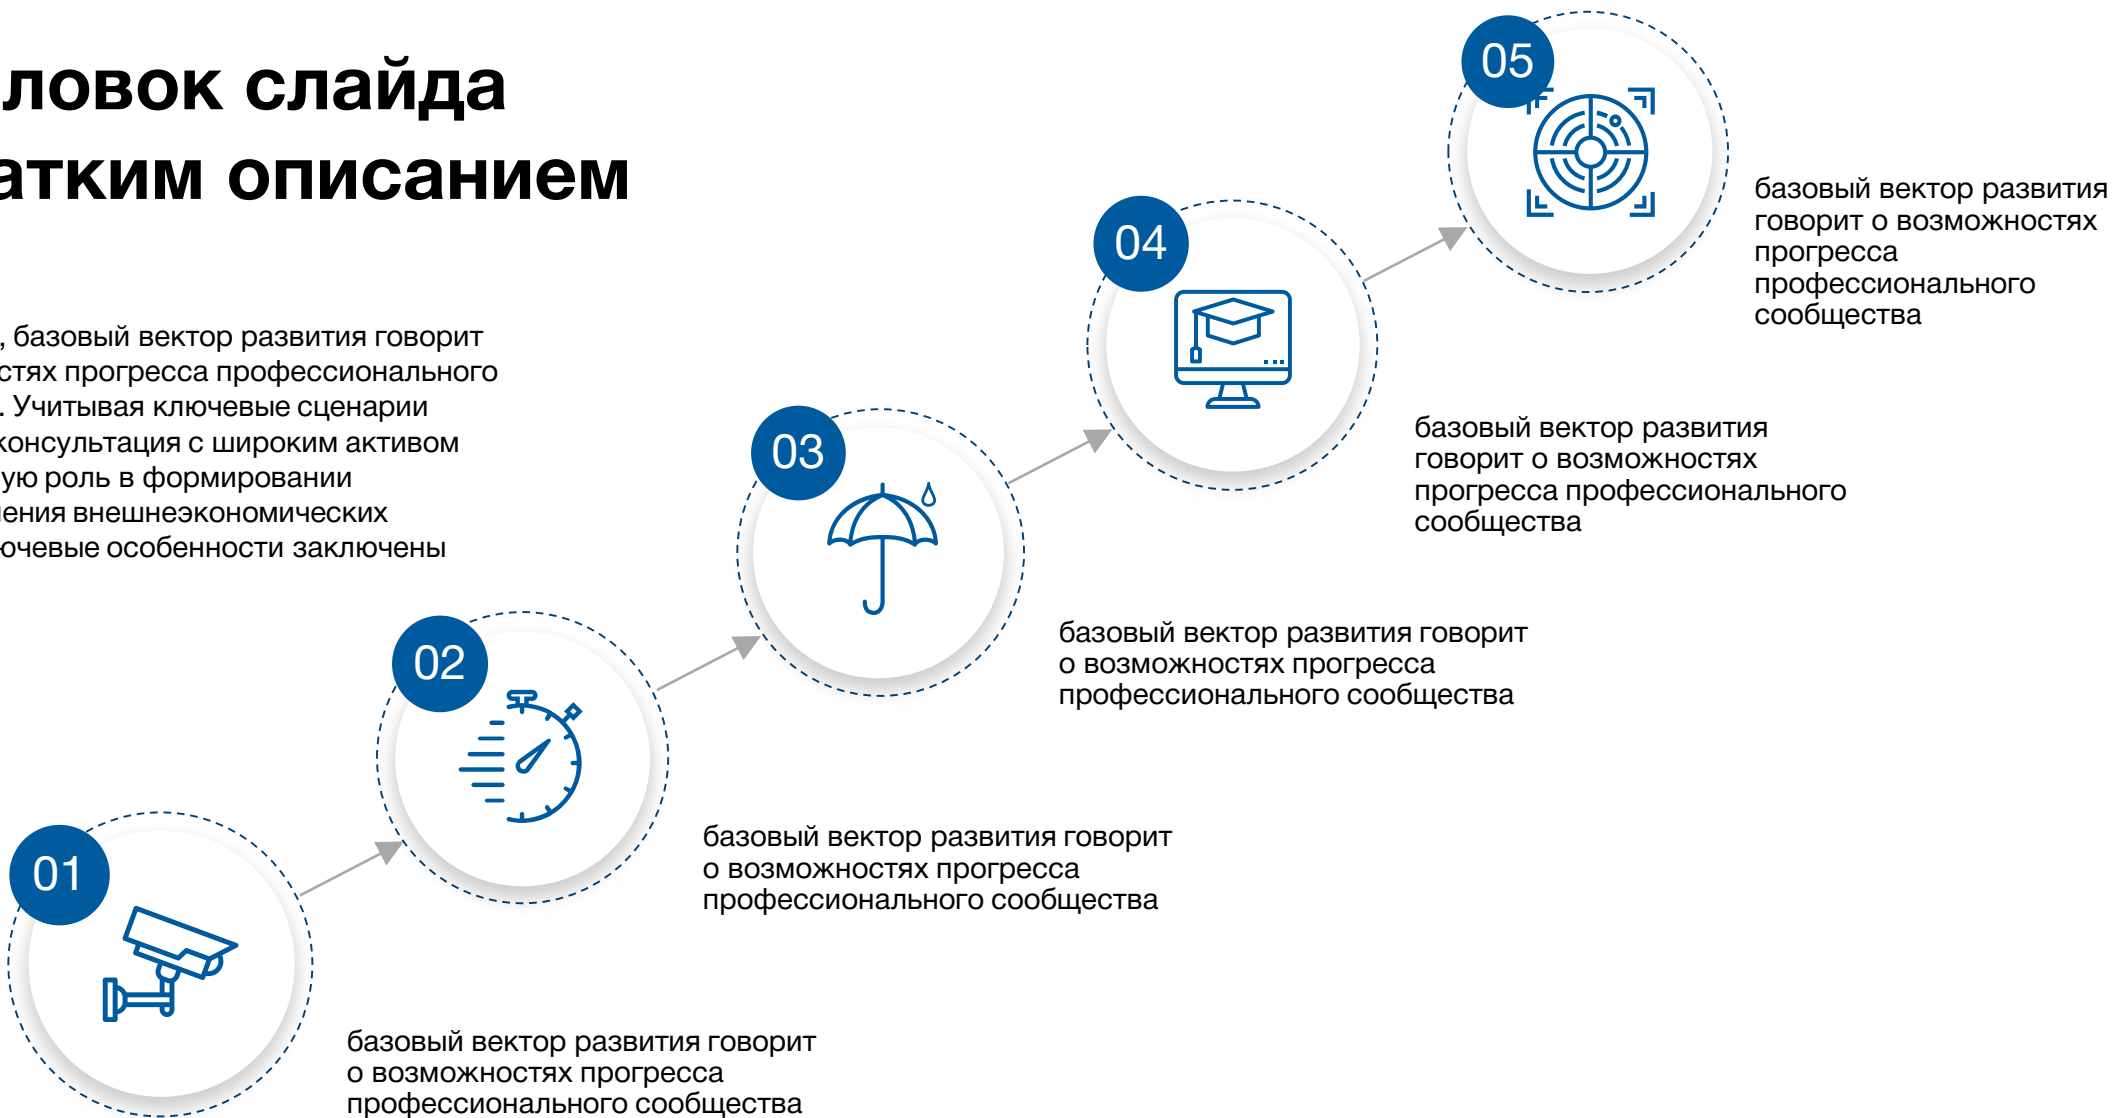 ловок слайда
атким описанием
, базовый вектор развития говорит
стях прогресса профессионального
. Учитывая ключевые сценарии
консультация с широким активом
ую роль в формировании
ения внешнеэкономических
ючевые особенности заключены
01
базовый вектор развития говорит
о возможностях прогресса
профессионального сообщества
02
базовый вектор развития говорит
о возможностях прогресса
профессионального сообщества
03
базовый вектор развития говорит
о возможностях прогресса
профессионального сообщества
04
базовый вектор развития
говорит о возможностях
прогресса профессионального
сообщества
05
базовый вектор развития
говорит о возможностях
прогресса
профессионального
сообщества